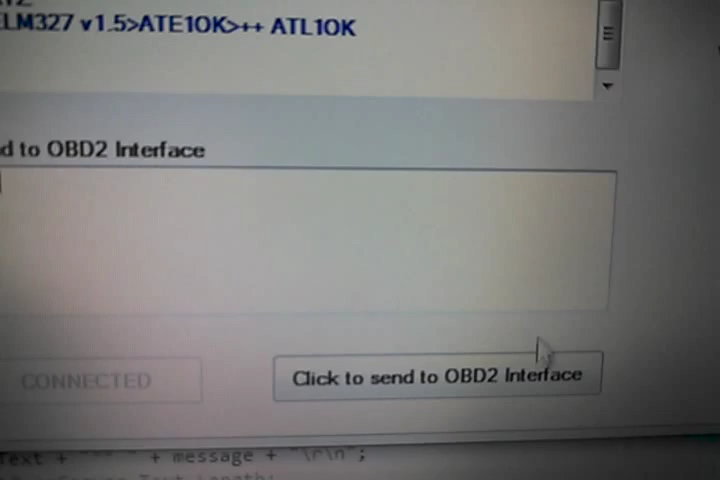 ELM327 v1.5>ATE1OK>++ ATL1OK
d to OBD2 Interface
CONNECTED
Click to send to OBD2 Interface
Text + " " + message + "\r\n";